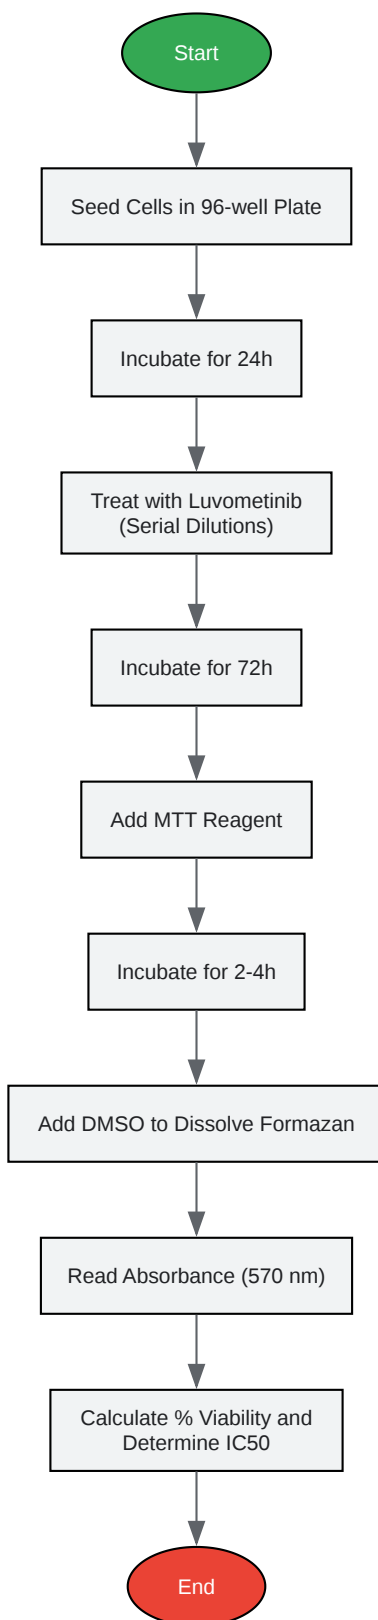 Start
Seed Cells in 96-well Plate
Incubate for 24h
Treat with Luvometinib
(Serial Dilutions)
Incubate for 72h
Add MTT Reagent
Incubate for 2-4h
Add DMSO to Dissolve Formazan
Read Absorbance (570 nm)
Calculate % Viability and
Determine IC50
End